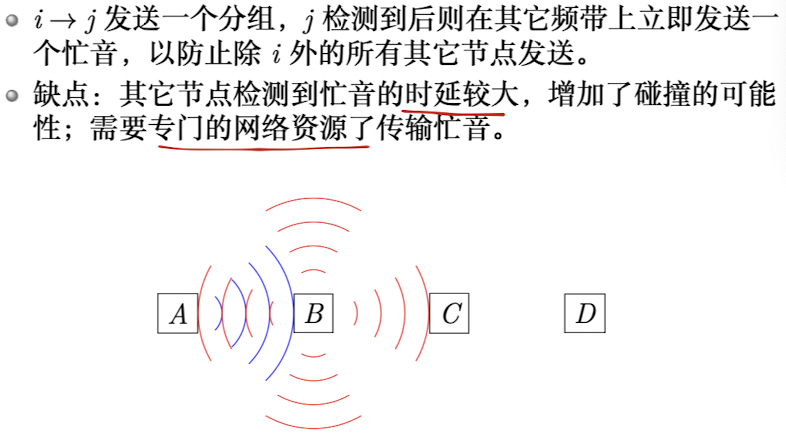 i → j 发送一个分组，j 检测到后则在其它频带上立即发送一
个忙音，以防止除 i 外的所有其它节点发送。
缺点：其它节点检测到忙音的时延较大，增加了碰撞的可能
性；需要专门的网络资源了传输忙音。
A B C D